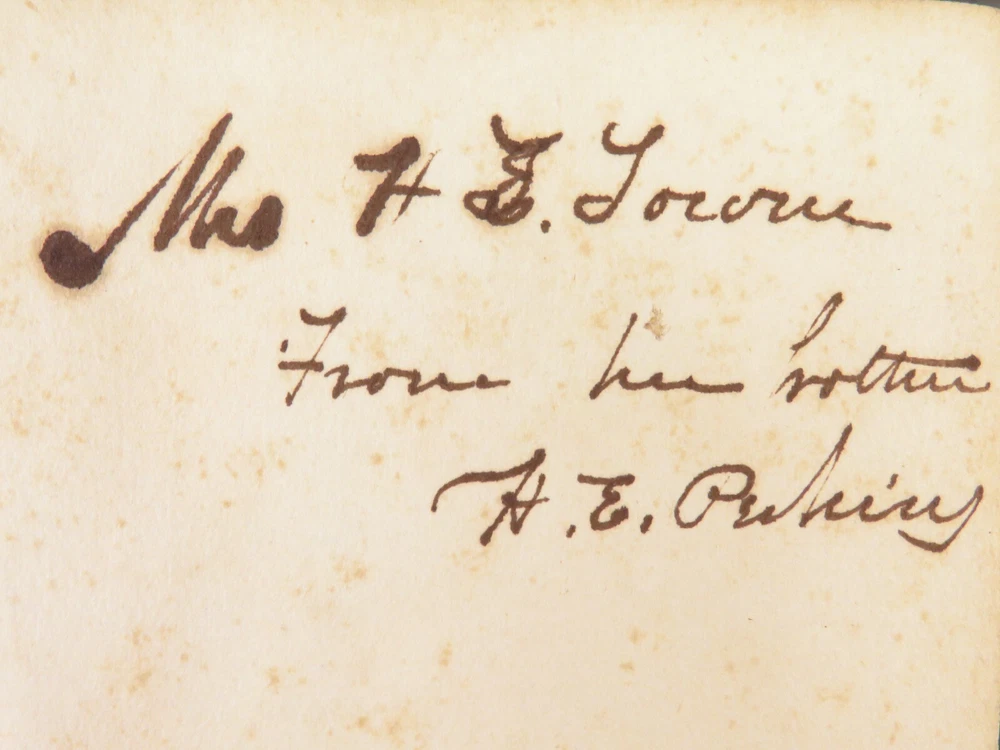 Mrs H E. Towne
From her brother
H. E. Perkins